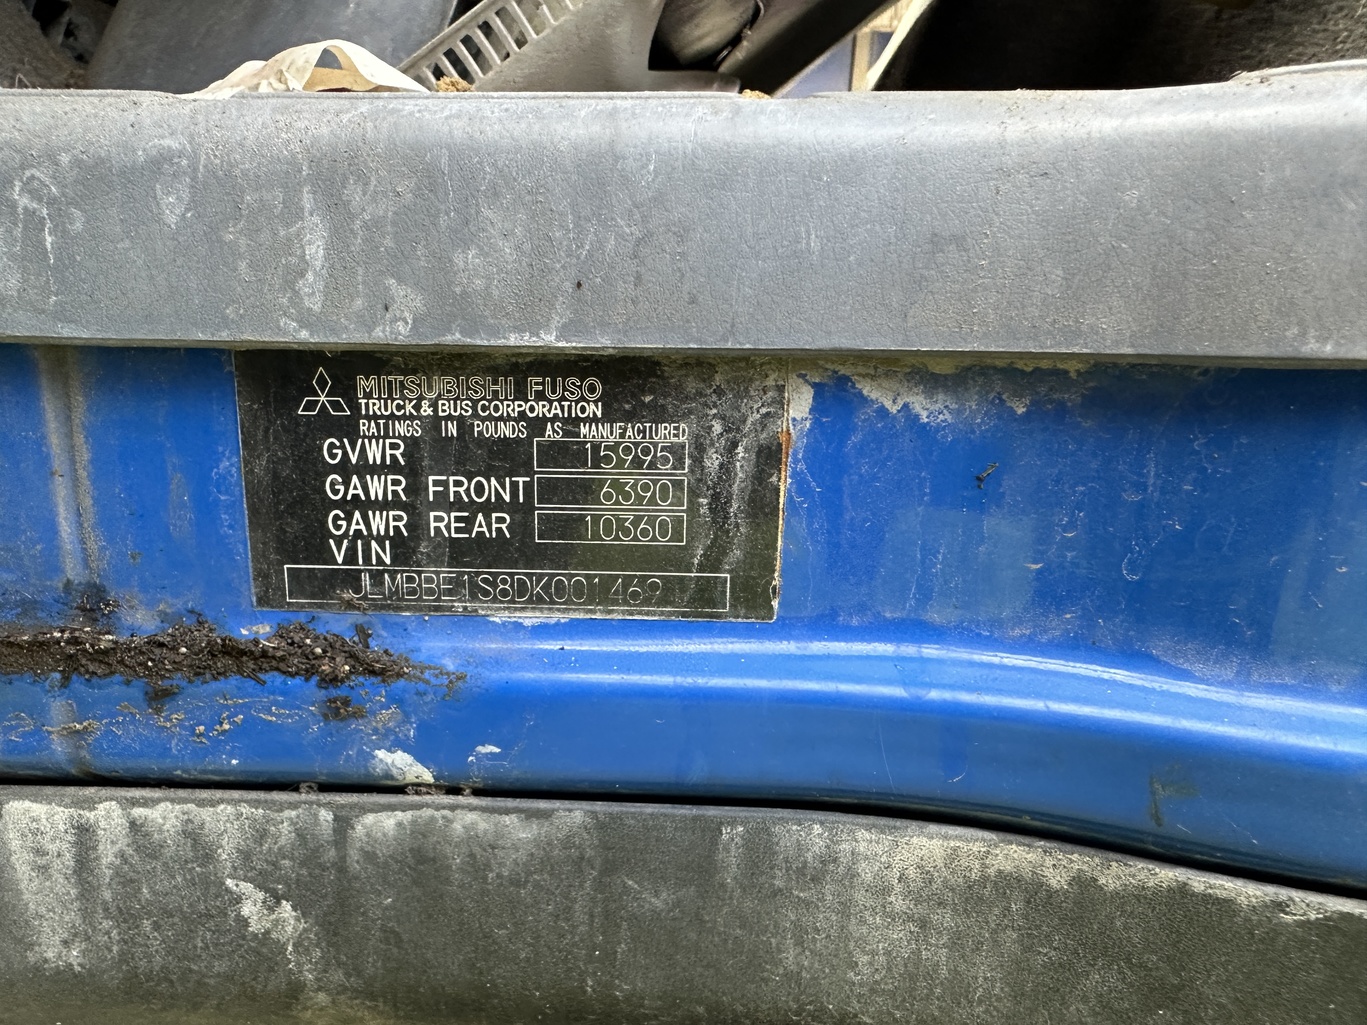 MITSUBISHI FUSO
TRUCK & BUS CORPORATION
RATINGS IN POUNDS AS MANUFACTURED
GVWR 15995
GAWR FRONT 6390
GAWR REAR 10360
VIN
JLMBBE1S8DK001469